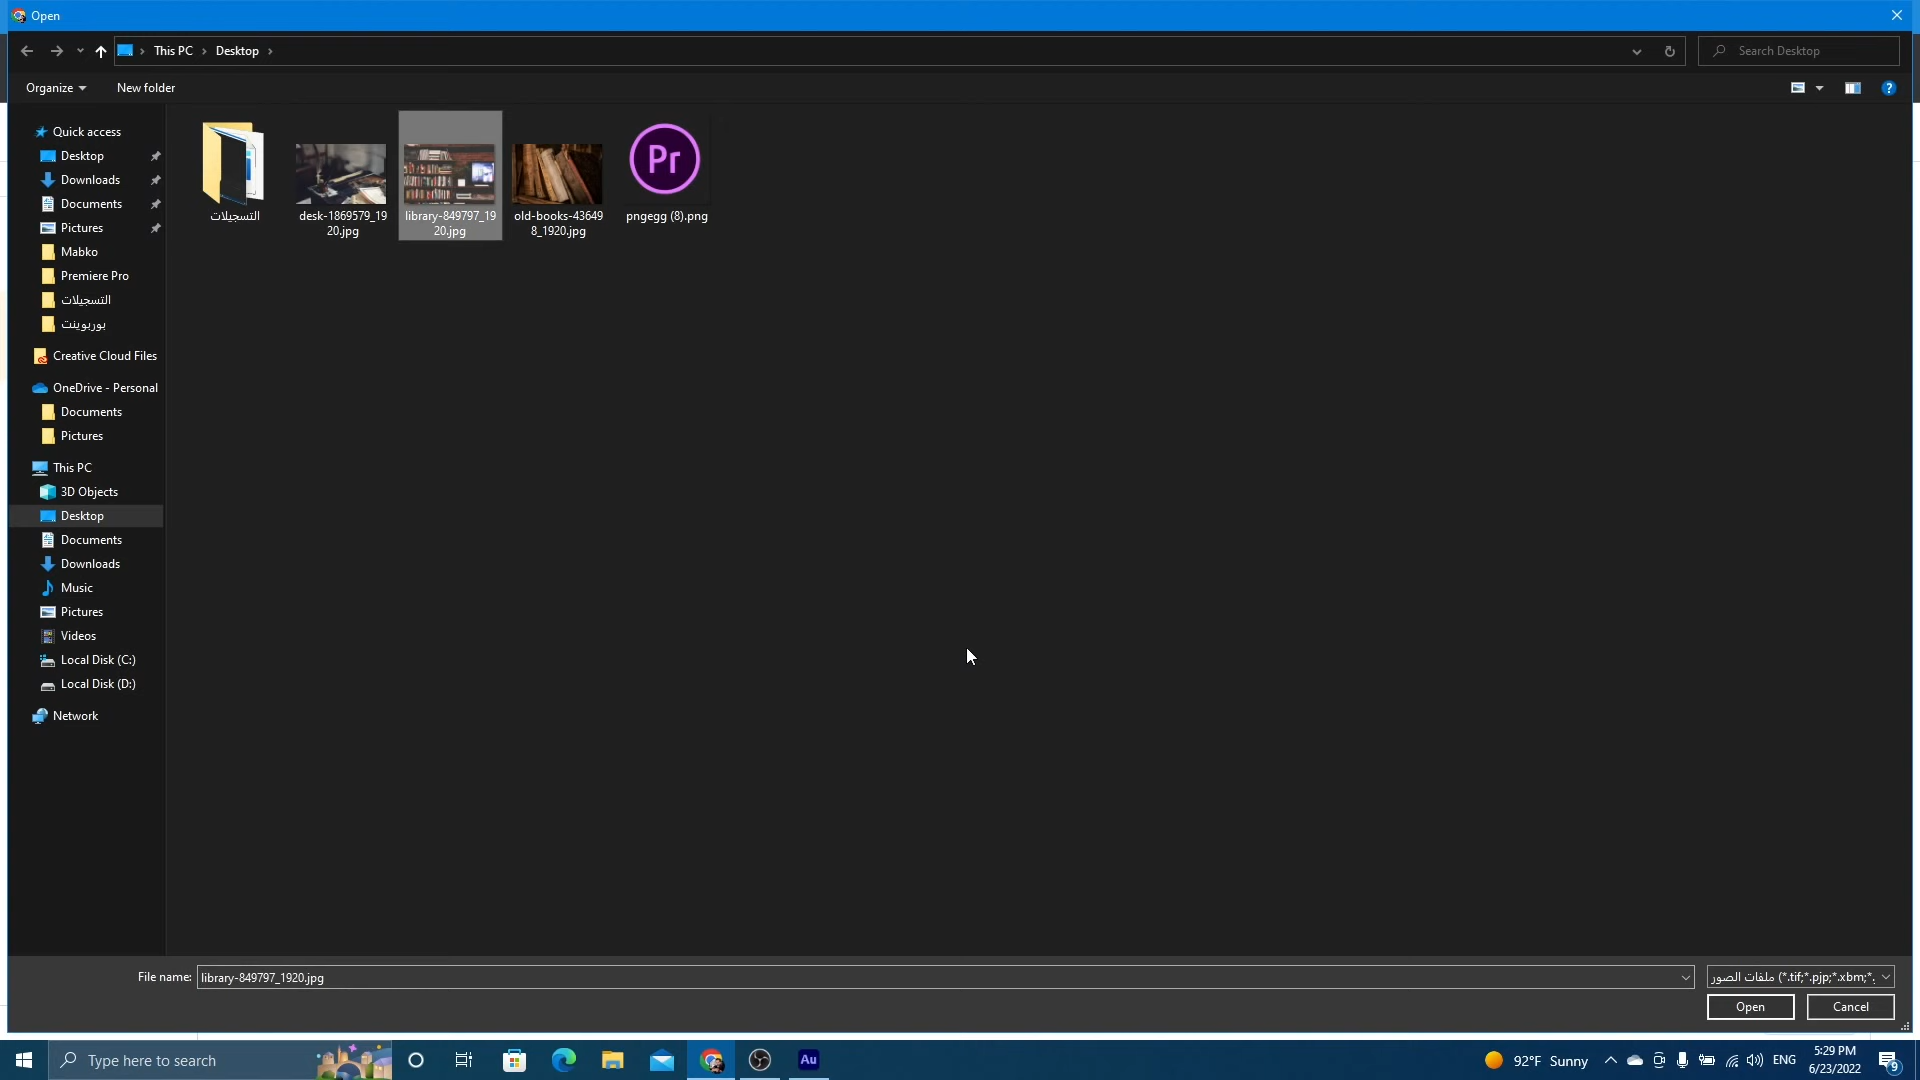 Open
This PC
Desktop
Search Desktop
Organize
New folder
?
Quick access
Desktop
Downloads
Documents
Pictures
Mabko
Premiere Pro
التسجيلات
بوربوينت
Creative Cloud Files
OneDrive - Personal
Documents
Pictures
This PC
3D Objects
Desktop
Documents
Downloads
Music
Pictures
Videos
Local Disk (C:)
Local Disk (D:)
Network
التسجيلات
desk-1869579_19
20.jpg
library-849797_19
20.jpg
old-books-43649
8_1920.jpg
Pr
pngegg (8).png
File name:
library-849797_1920.jpg
ملفات الصور (*.tif;*.pjp;*.xbm;*.
Open
Cancel
Type here to search
Au
92°F Sunny
ENG
5:29 PM
6/23/2022
9